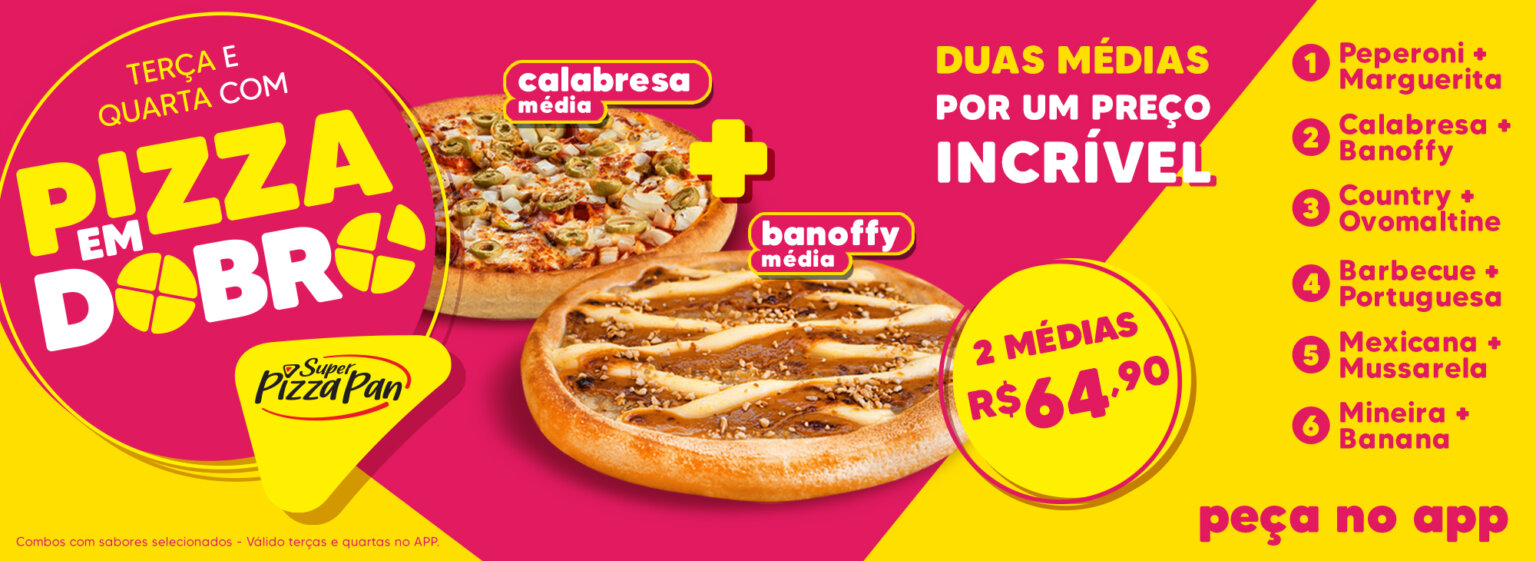 TERÇA E
QUARTA COM
PIZZA
EM
DOBRO
Super
PizzaPan
Combos com sabores selecionados - Válido terças e quartas no APP.
calabresa
média
banoffy
média
DUAS MÉDIAS
POR UM PREÇO
INCRÍVEL
2 MÉDIAS
R$64,90
1 Peperoni +
Marguerita
2 Calabresa +
Banoffy
3 Country +
Ovomaltine
4 Barbecue +
Portuguesa
5 Mexicana +
Mussarela
6 Mineira +
Banana
peça no app